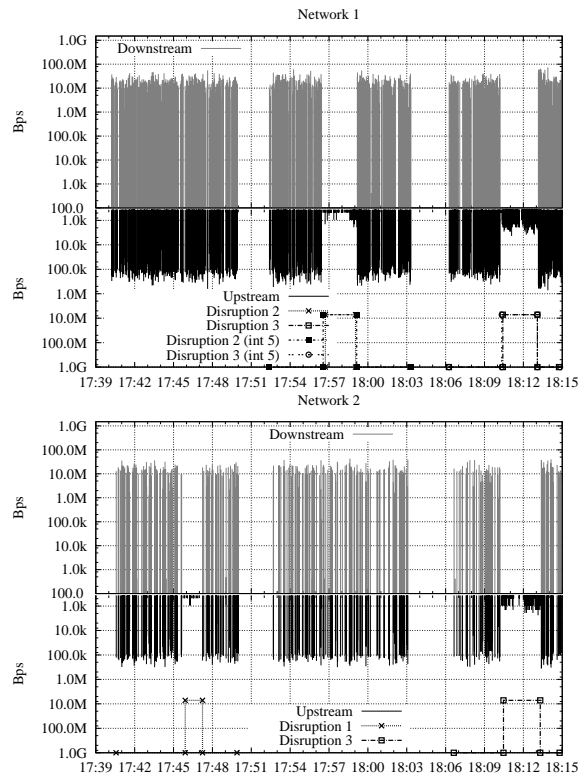 Network 1
1.0G
Downstream
100.0M
10.0M
1.0M
100.0k
10.0k
1.0k
100.0
Bps
1.0k
10.0k
100.0k
1.0M
10.0M
100.0M
1.0G
Bps
Upstream
Disruption 2
Disruption 3
Disruption 2 (int 5)
Disruption 3 (int 5)
17:39 17:42 17:45 17:48 17:51 17:54 17:57 18:00 18:03 18:06 18:09 18:12 18:15
Network 2
1.0G
Downstream
100.0M
10.0M
1.0M
100.0k
10.0k
1.0k
100.0
Bps
1.0k
10.0k
100.0k
1.0M
10.0M
100.0M
1.0G
Bps
Upstream
Disruption 1
Disruption 3
17:39 17:42 17:45 17:48 17:51 17:54 17:57 18:00 18:03 18:06 18:09 18:12 18:15